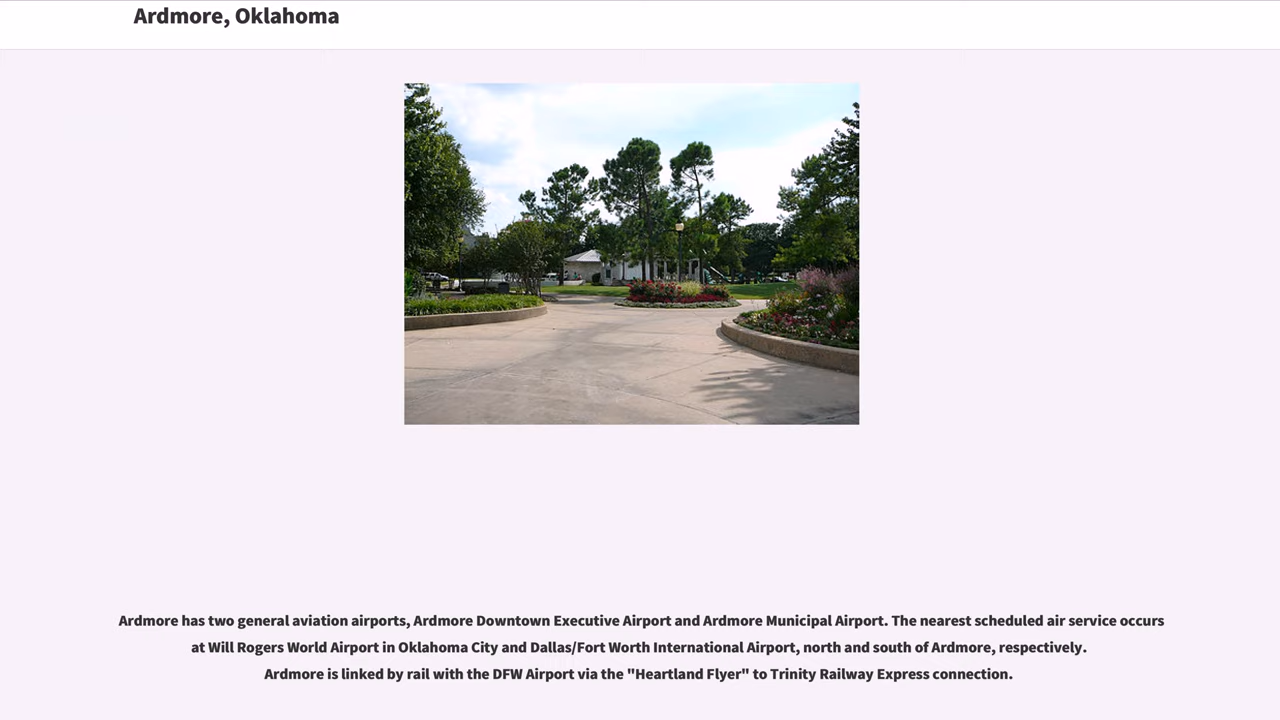 Ardmore, Oklahoma
Ardmore has two general aviation airports, Ardmore Downtown Executive Airport and Ardmore Municipal Airport. The nearest scheduled air service occurs
at Will Rogers World Airport in Oklahoma City and Dallas/Fort Worth International Airport, north and south of Ardmore, respectively.
Ardmore is linked by rail with the DFW Airport via the "Heartland Flyer" to Trinity Railway Express connection.